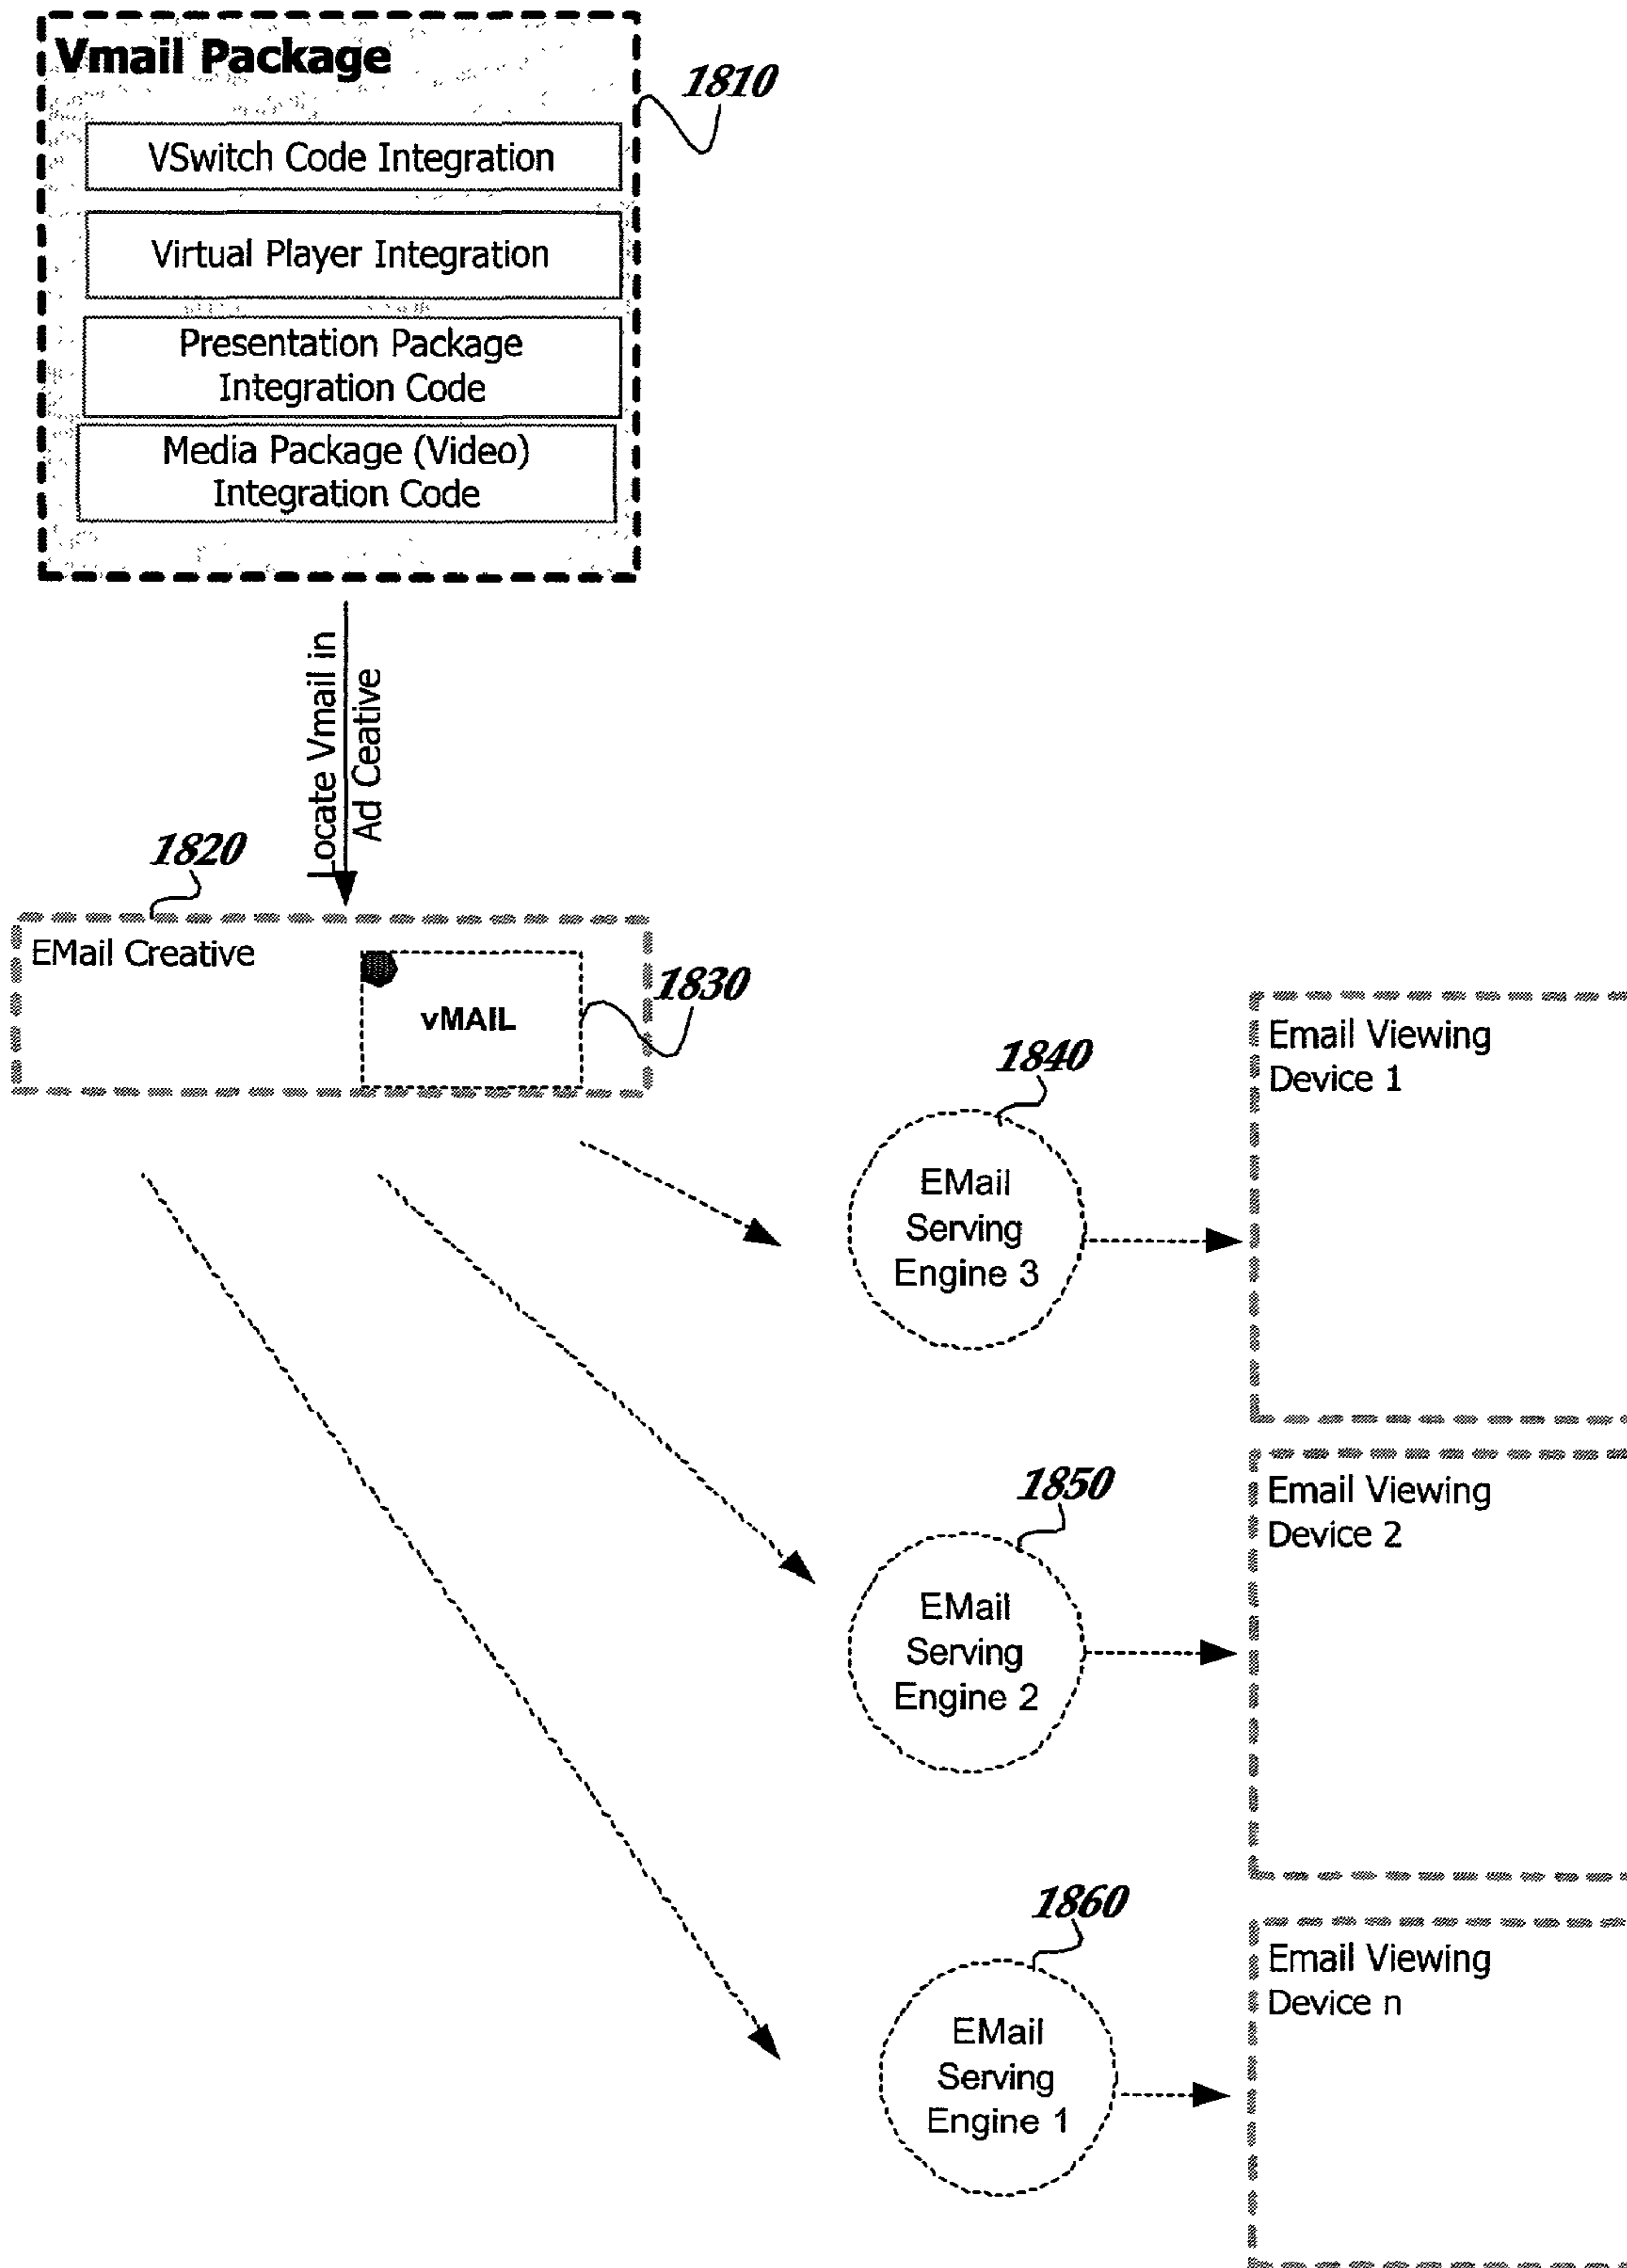 Vmail Package
1810
VSwitch Code Integration
Virtual Player Integration
Presentation Package
Integration Code
Media Package (Video)
Integration Code
Locate Vmail in
Ad Ceative
1820
EMail Creative
vMAIL
1830
1840
EMail
Serving
Engine 3
Email Viewing
Device 1
1850
EMail
Serving
Engine 2
Email Viewing
Device 2
1860
EMail
Serving
Engine 1
Email Viewing
Device n